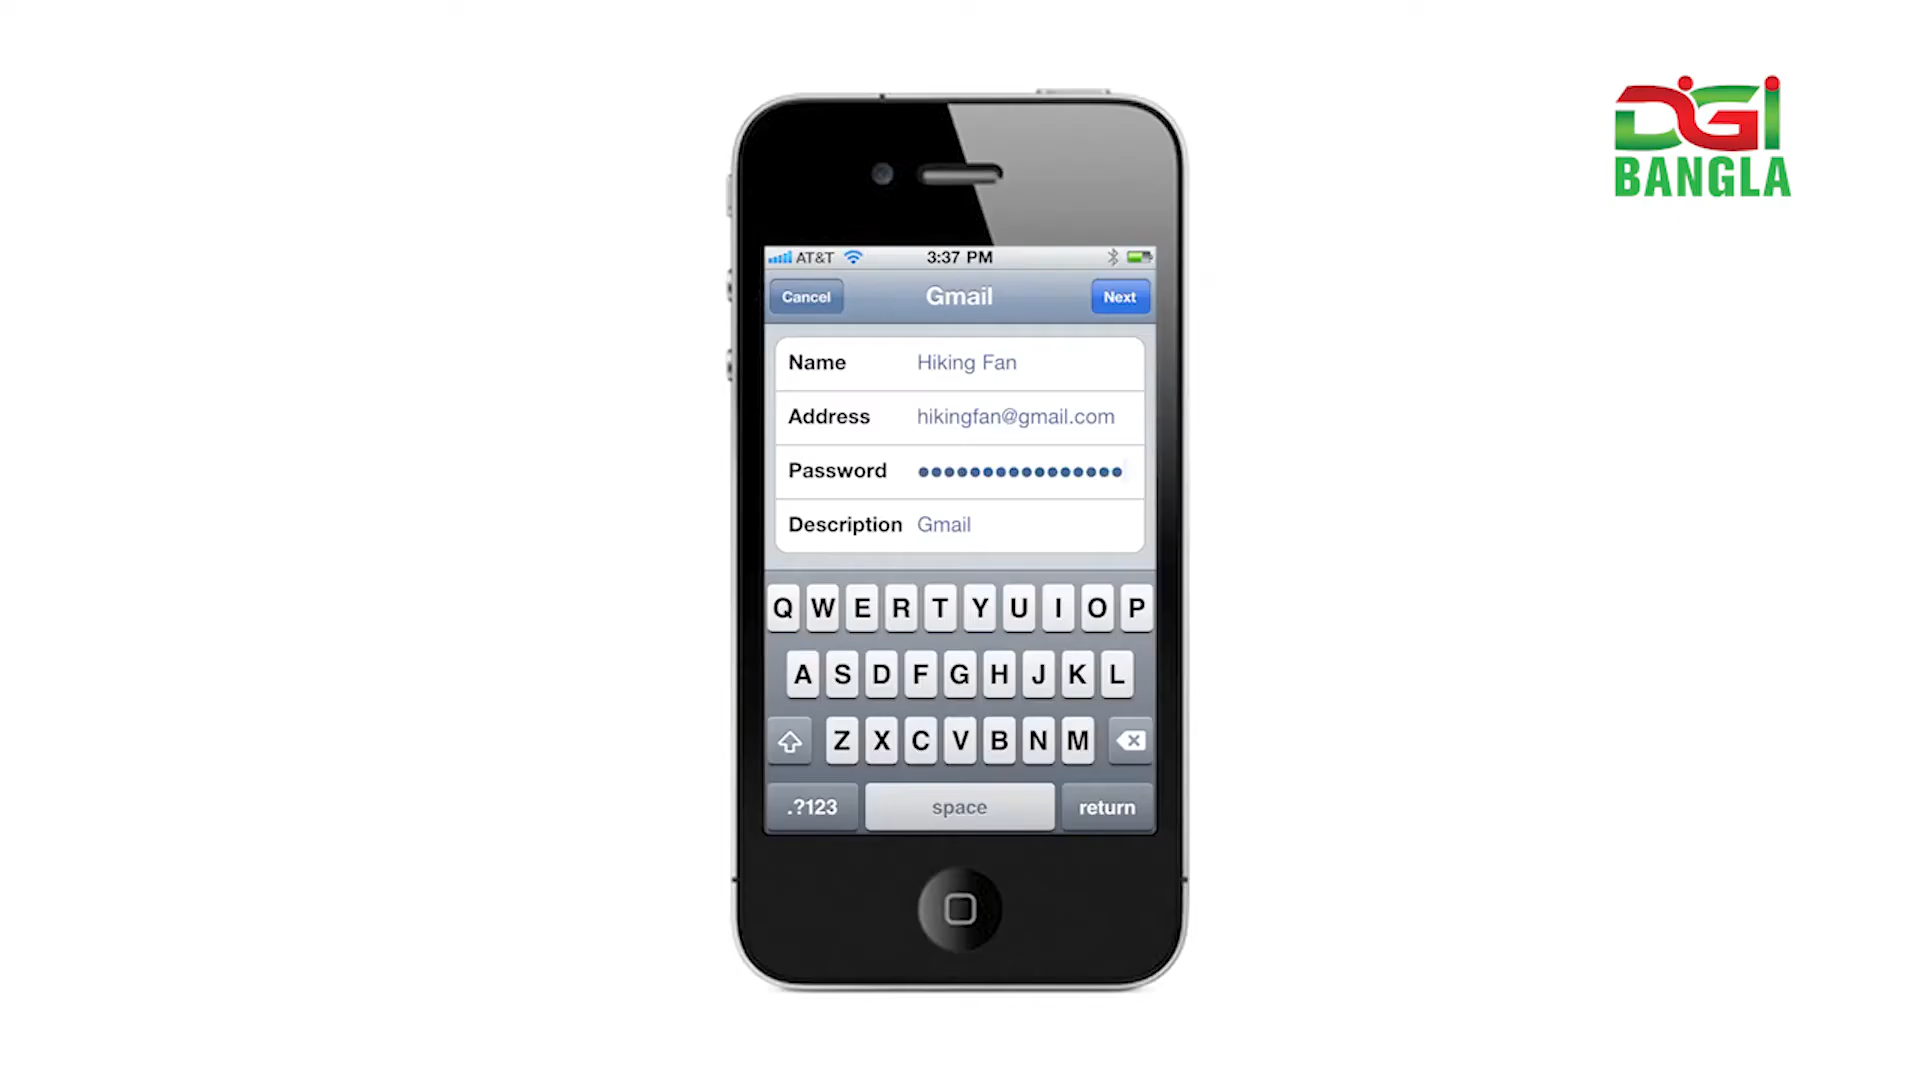 DIGI
BANGLA
AT&T 3:37 PM
Cancel Gmail Next
Name Hiking Fan
Address hikingfan@gmail.com
Password ••••••••••••••••
Description Gmail
Q W E R T Y U I O P
A S D F G H J K L
Z X C V B N M
.?123 space return